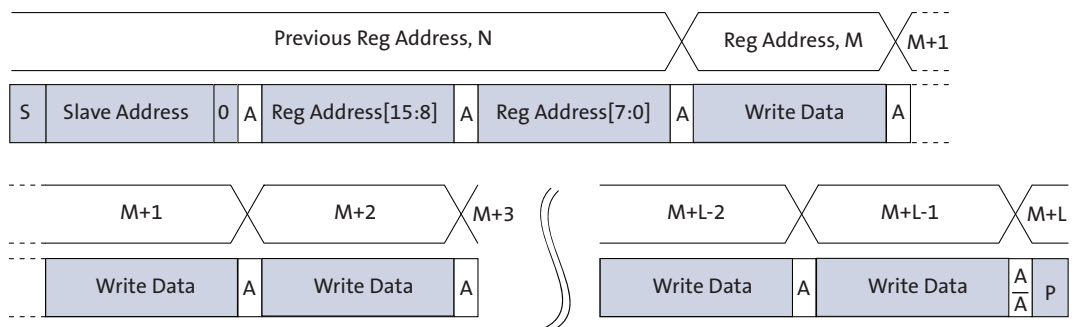 Previous Reg Address, N Reg Address, M M+1
S Slave Address 0 A Reg Address[15:8] A Reg Address[7:0] A Write Data A
M+1 M+2 M+3 M+L-2 M+L-1 M+L
Write Data A Write Data A Write Data A Write Data A P
A